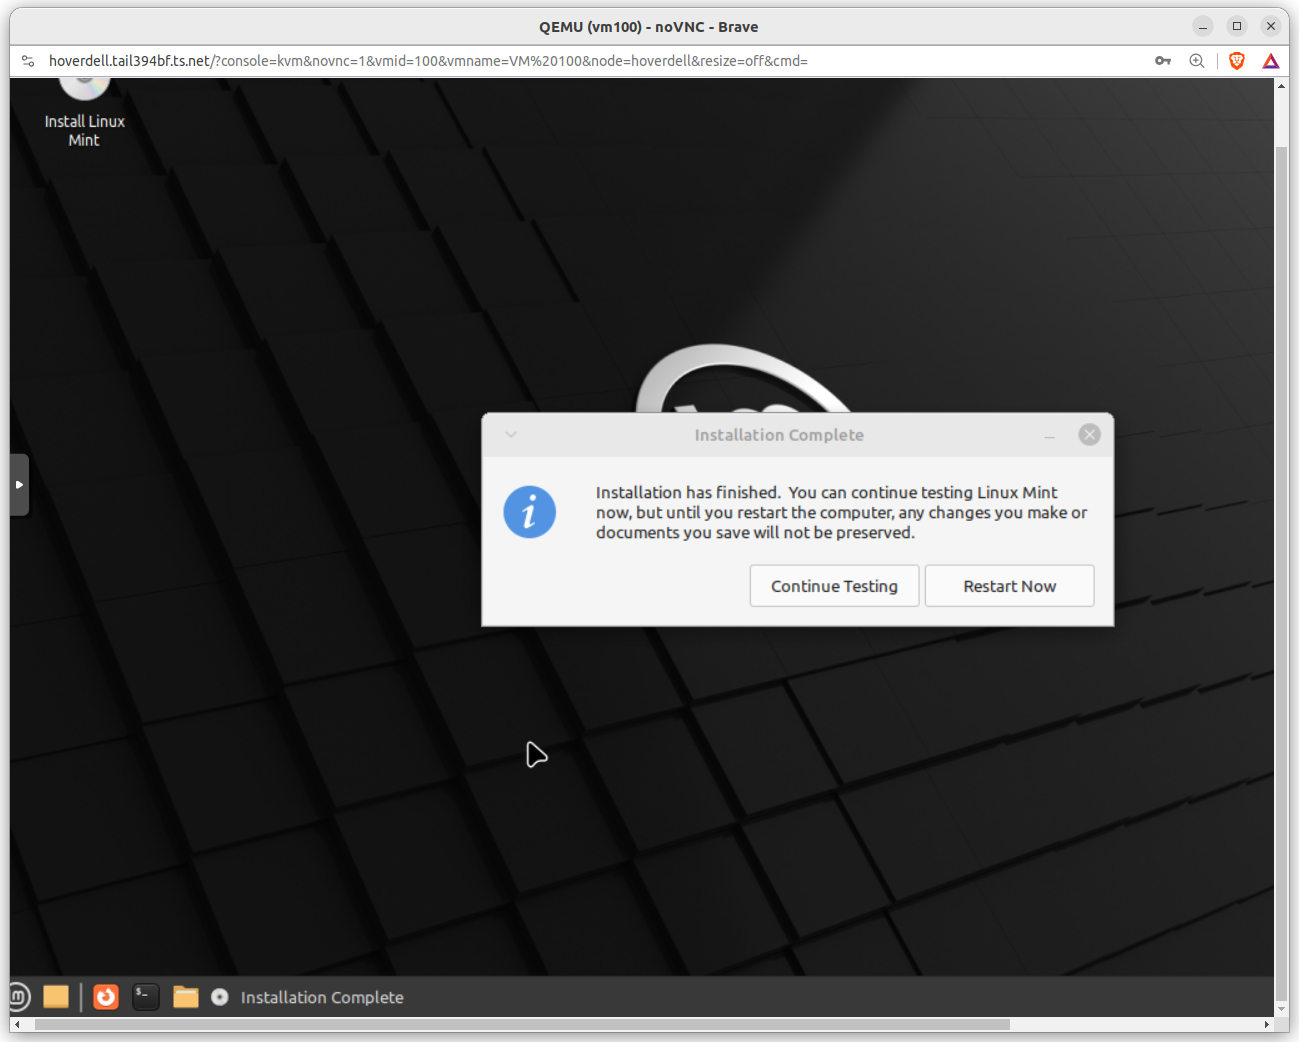 QEMU (vm100) - noVNC - Brave
hoverdell.tail394bf.ts.net/?console=kvm&novnc=1&vmid=100&vmname=VM%20100&node=hoverdell&resize=off&cmd=
Install Linux
Mint
Installation Complete
Installation has finished. You can continue testing Linux Mint
now, but until you restart the computer, any changes you make or
documents you save will not be preserved.
Continue Testing
Restart Now
Installation Complete